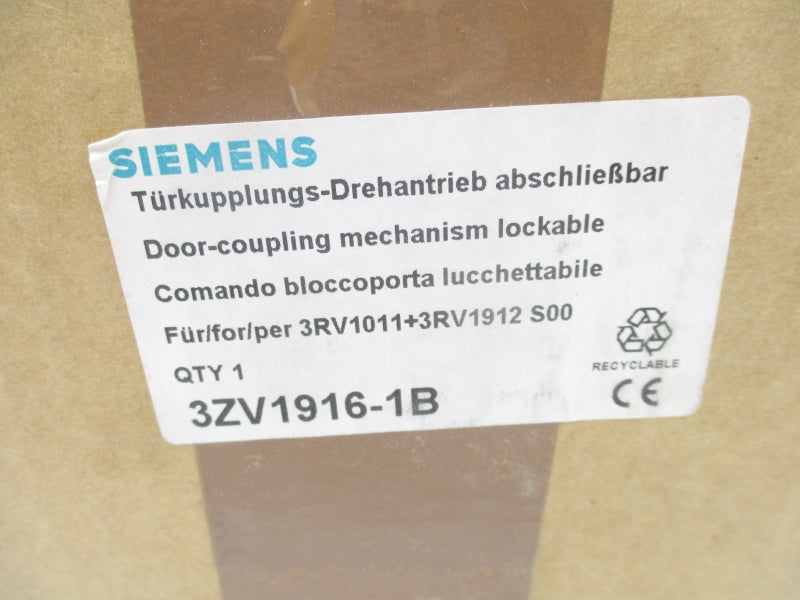 SIEMENS
Türkupplungs-Drehantrieb abschließbar
Door-coupling mechanism lockable
Comando bloccoporta lucchettabile
Für/for/per 3RV1011+3RV1912 S00
QTY 1
3ZV1916-1B
RECYCLABLE
CE